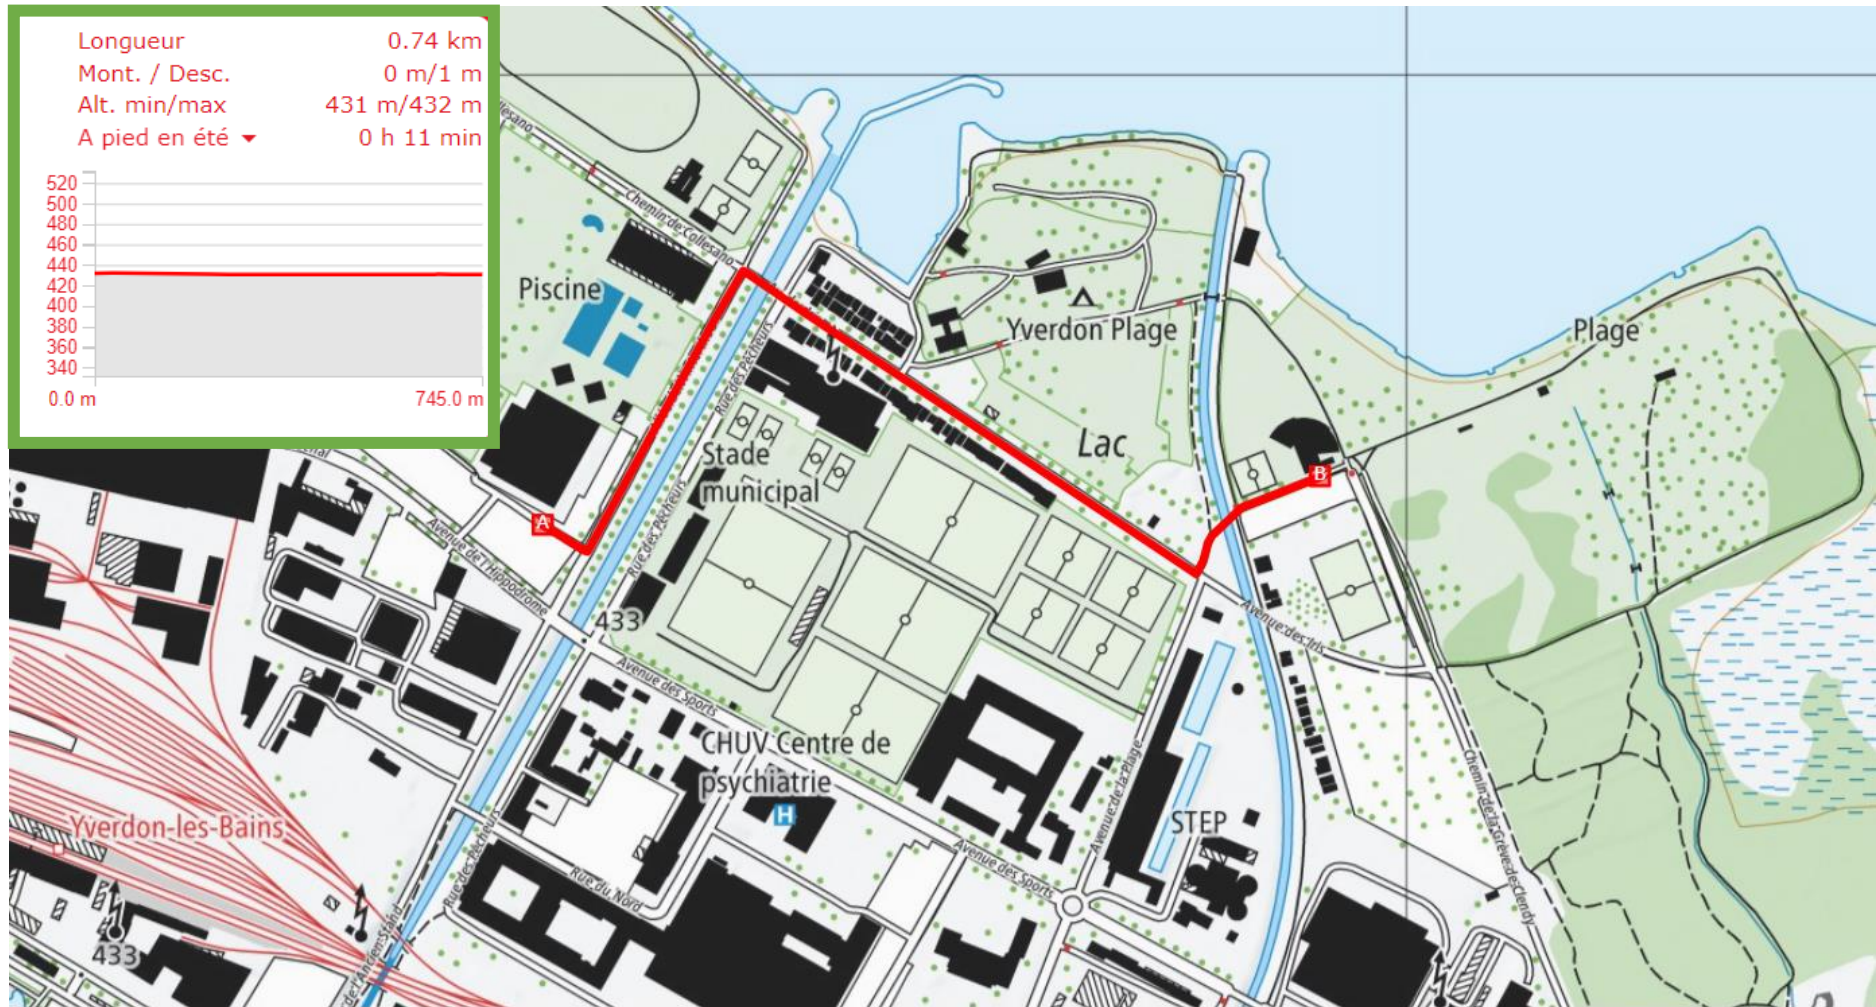 Longueur 0.74 km
Mont. / Desc. 0 m/1 m
Alt. min/max 431 m/432 m
A pied en été 0 h 11 min
520
500
480
460
440
420
400
380
360
340
0.0 m 745.0 m
Chemin de Collesano
Piscine
Rue des Pêcheurs
Yverdon Plage
Plage
Lac
Stade
municipal
A
B
Avenue de l'Hippodrome
Rue des Pêcheurs
433
Avenue des Sports
Avenue des Iris
CHUV Centre de
psychiatrie
H
Avenue de la Plage
STEP
Chemin de la Grève de Clendy
Yverdon-les-Bains
Rue des Pêcheurs
Rue du Nord
Avenue des Sports
433
de l'Ancien Stand